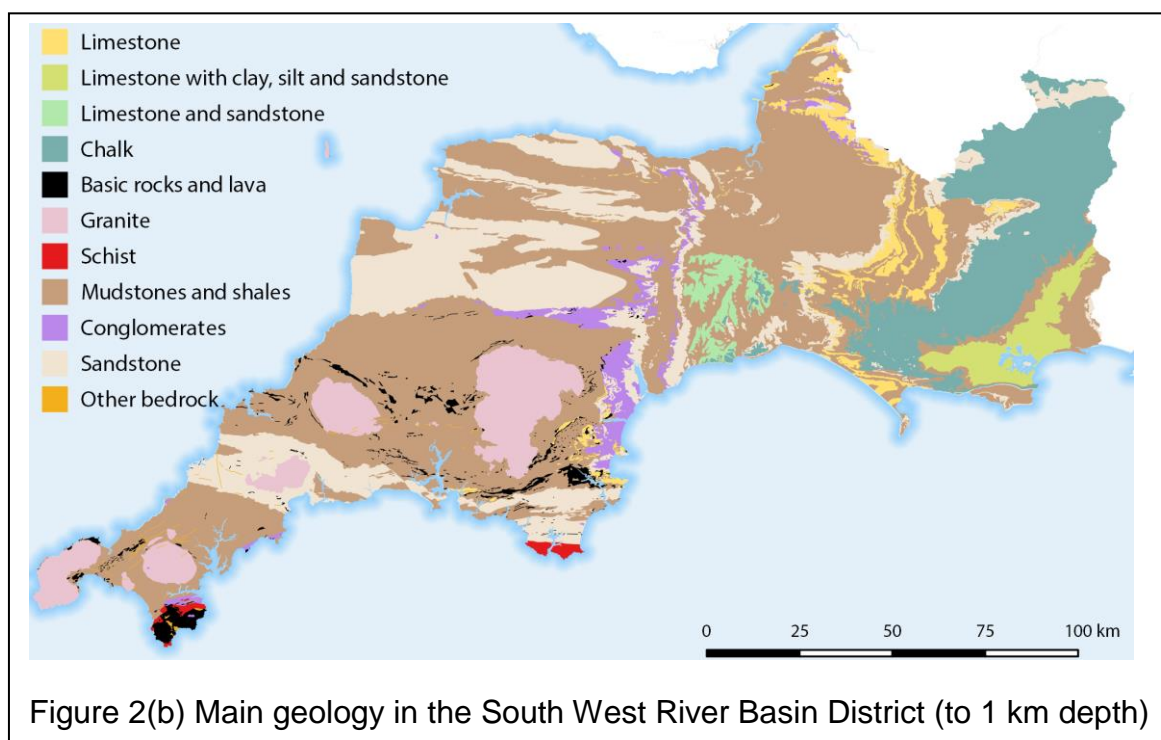 Limestone
Limestone with clay, silt and sandstone
Limestone and sandstone
Chalk
Basic rocks and lava
Granite
Schist
Mudstones and shales
Conglomerates
Sandstone
Other bedrock
0 25 50 75 100 km
Figure 2(b) Main geology in the South West River Basin District (to 1 km depth)